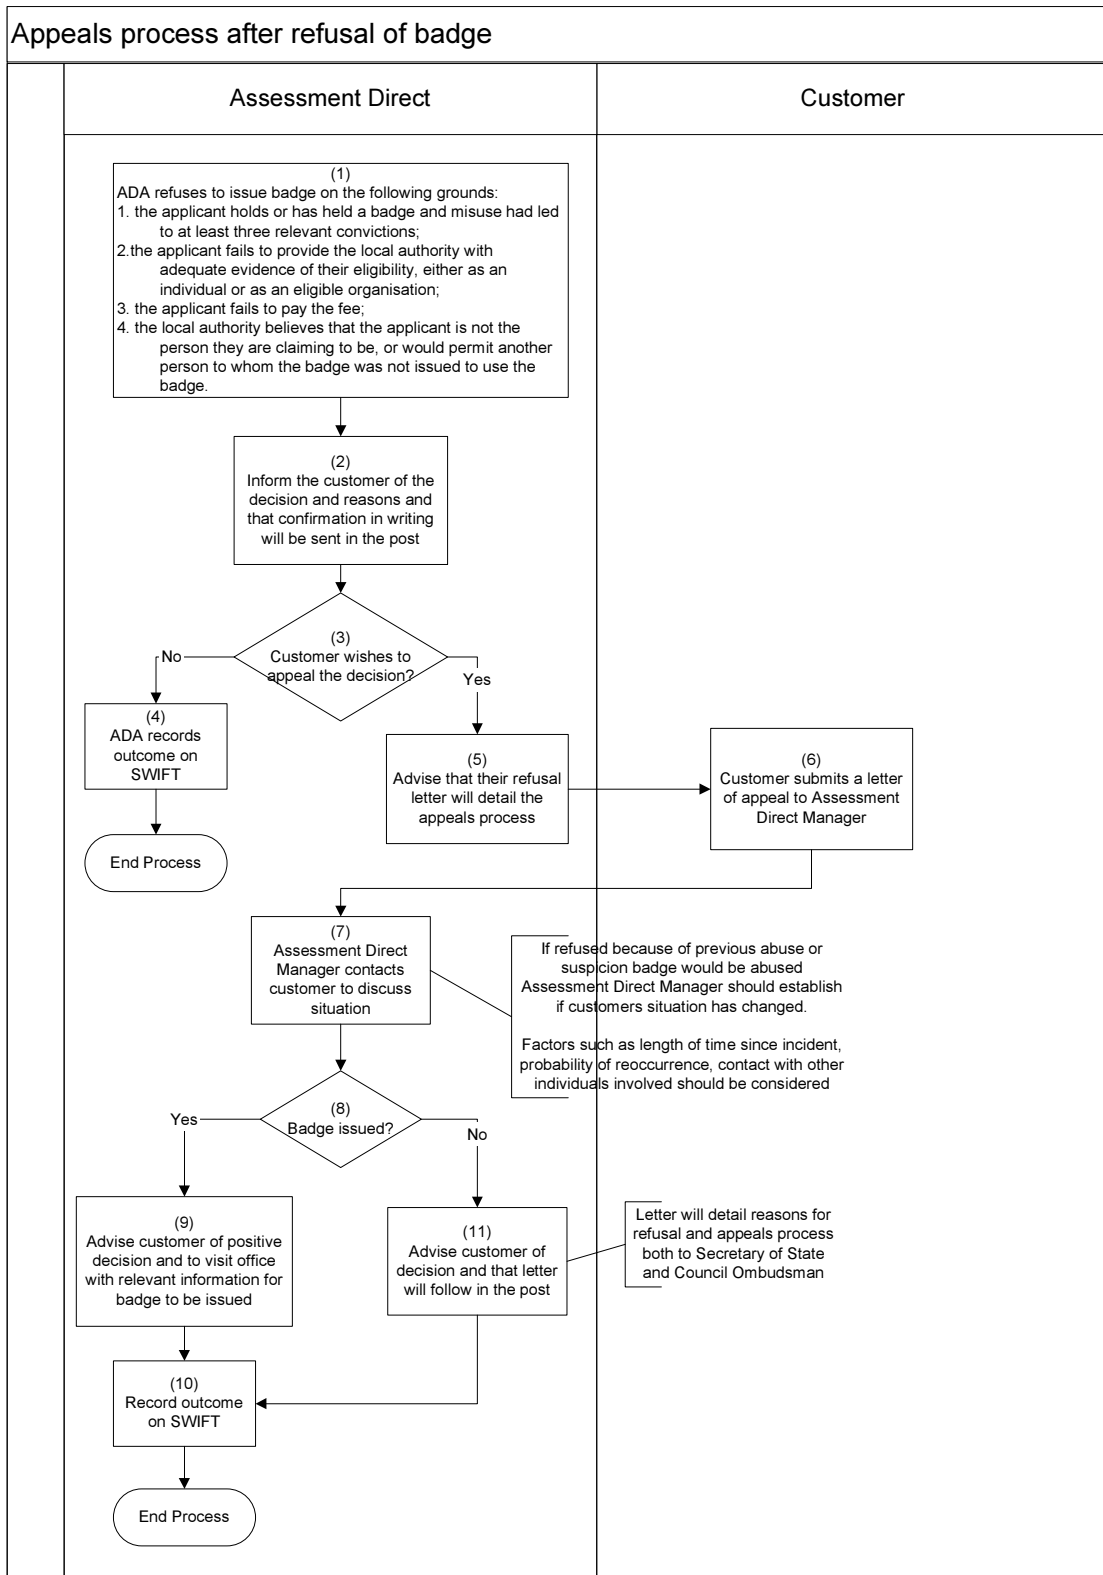 Appeals process after refusal of badge
Assessment Direct
Customer
(1)
ADA refuses to issue badge on the following grounds:
1. the applicant holds or has held a badge and misuse had led
to at least three relevant convictions;
2.the applicant fails to provide the local authority with
adequate evidence of their eligibility, either as an
individual or as an eligible organisation;
3. the applicant fails to pay the fee;
4. the local authority believes that the applicant is not the
person they are claiming to be, or would permit another
person to whom the badge was not issued to use the
badge.
(2)
Inform the customer of the
decision and reasons and
that confirmation in writing
will be sent in the post
(3)
Customer wishes to
appeal the decision?
No
Yes
(4)
ADA records
outcome on
SWIFT
End Process
(5)
Advise that their refusal
letter will detail the
appeals process
(6)
Customer submits a letter
of appeal to Assessment
Direct Manager
(7)
Assessment Direct
Manager contacts
customer to discuss
situation
If refused because of previous abuse or
suspicion badge would be abused
Assessment Direct Manager should establish
if customers situation has changed.
Factors such as length of time since incident,
probability of reoccurrence, contact with other
individuals involved should be considered
(8)
Badge issued?
Yes
No
(9)
Advise customer of positive
decision and to visit office
with relevant information for
badge to be issued
(11)
Advise customer of
decision and that letter
will follow in the post
Letter will detail reasons for
refusal and appeals process
both to Secretary of State
and Council Ombudsman
(10)
Record outcome
on SWIFT
End Process